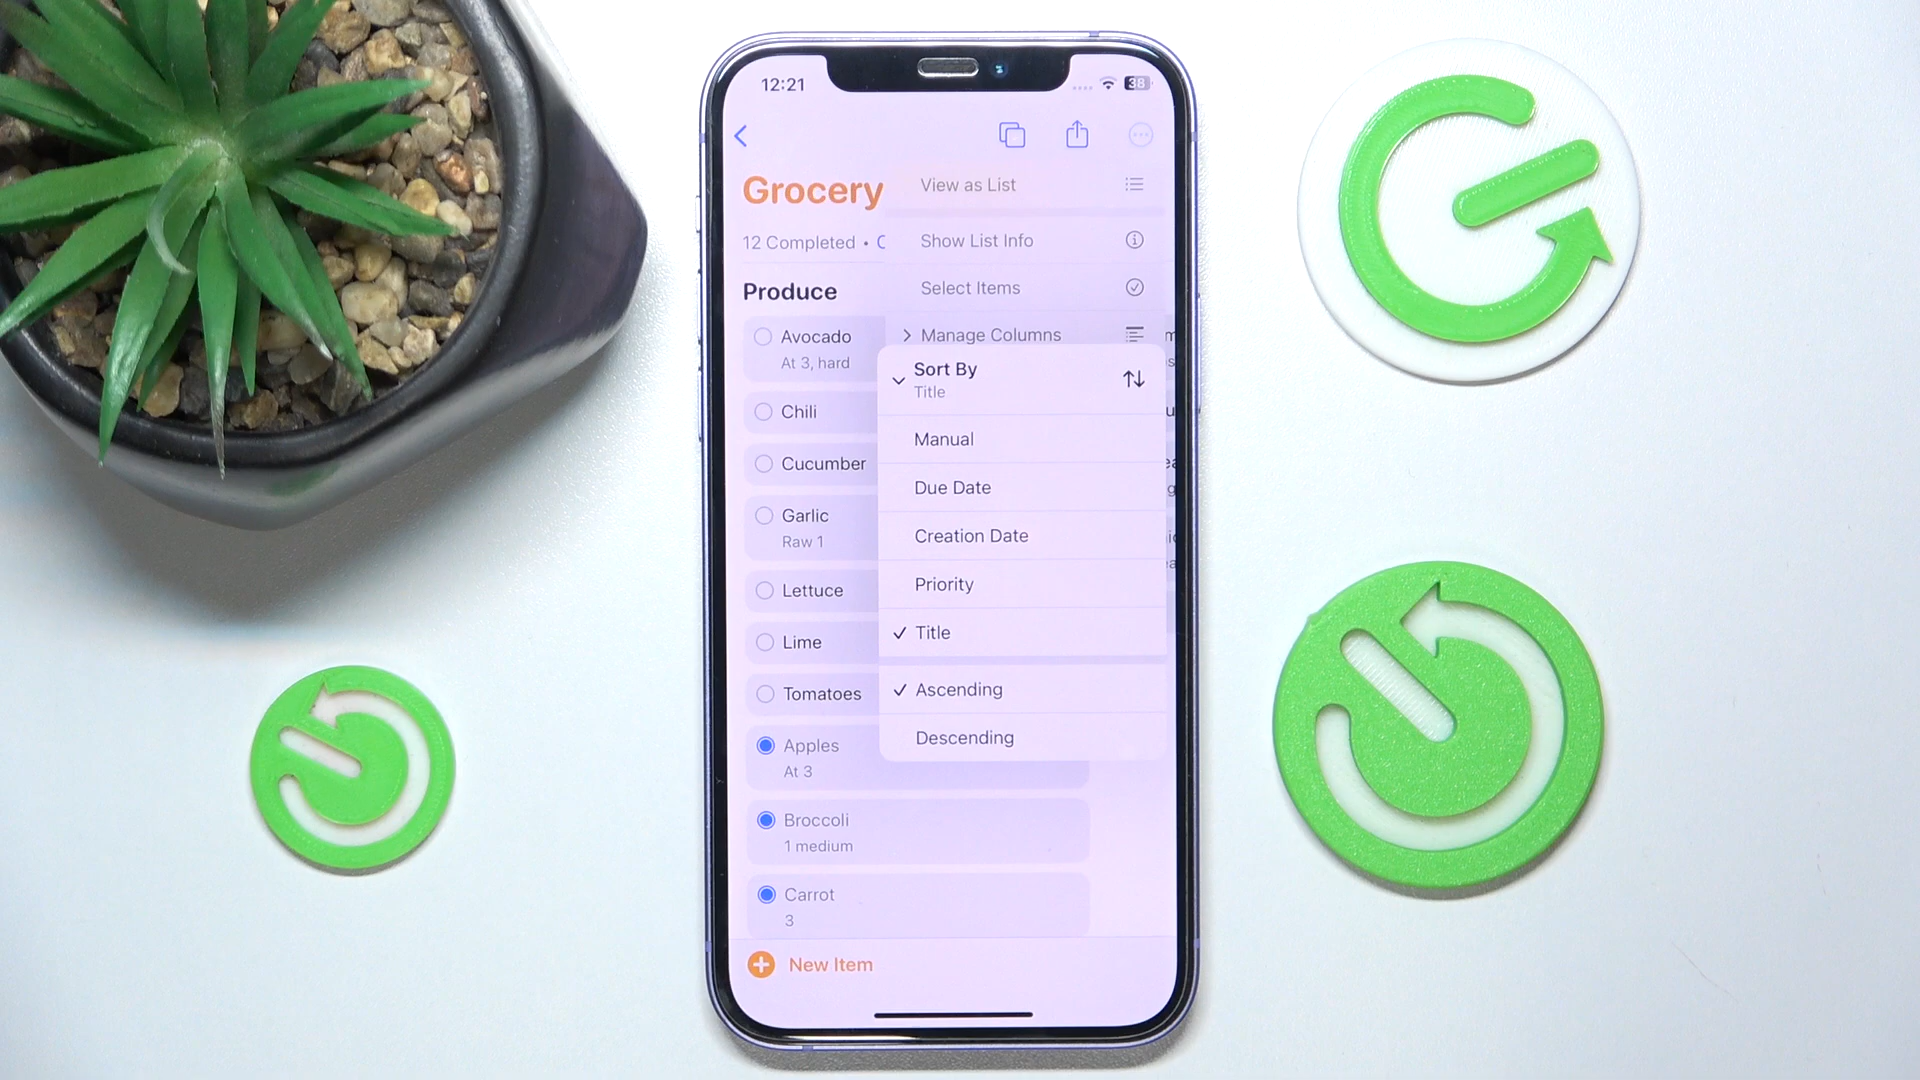 12:21
38
Grocery
View as List
12 Completed •
Show List Info
Select Items
Produce
Manage Columns
Avocado
At 3, hard
Sort By
Title
Chili
Manual
Cucumber
Due Date
Garlic
Raw 1
Creation Date
Lettuce
Priority
Lime
Title
Tomatoes
Ascending
Apples
At 3
Descending
Broccoli
1 medium
Carrot
3
New Item